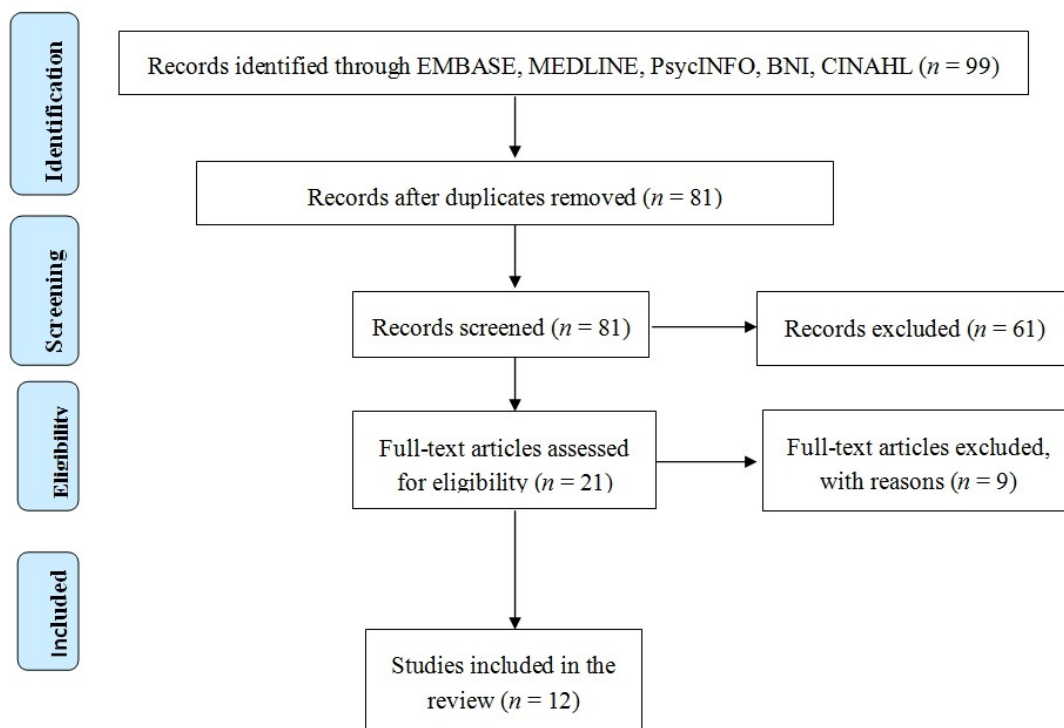 Identification
Records identified through EMBASE, MEDLINE, PsycINFO, BNI, CINAHL (n = 99)
Records after duplicates removed (n = 81)
Screening
Records screened (n = 81)
Records excluded (n = 61)
Eligibility
Full-text articles assessed
for eligibility (n = 21)
Full-text articles excluded,
with reasons (n = 9)
Included
Studies included in the
review (n = 12)